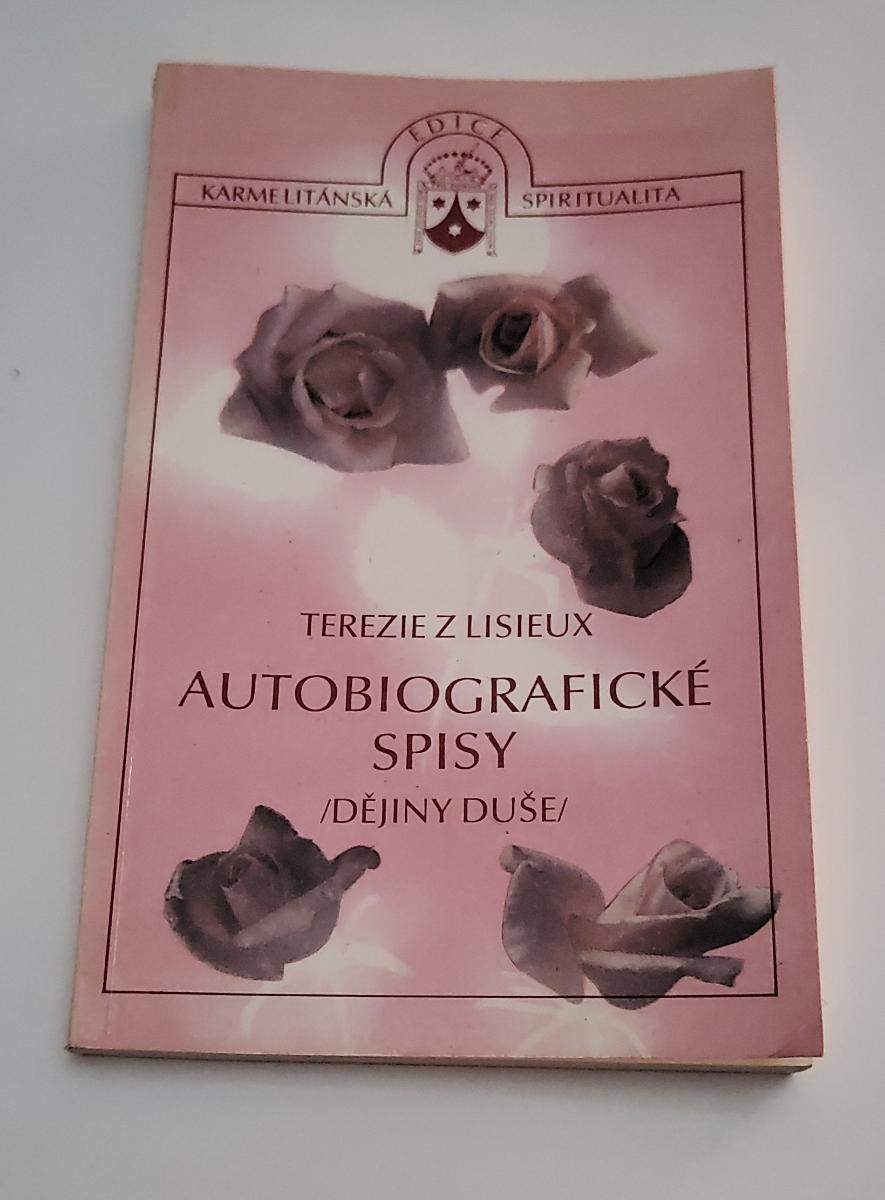 EDICE
KARMELITÁNSKÁ SPIRITUALITA
TEREZIE Z LISIEUX
AUTOBIOGRAFICKÉ
SPISY
/DĚJINY DUŠE/